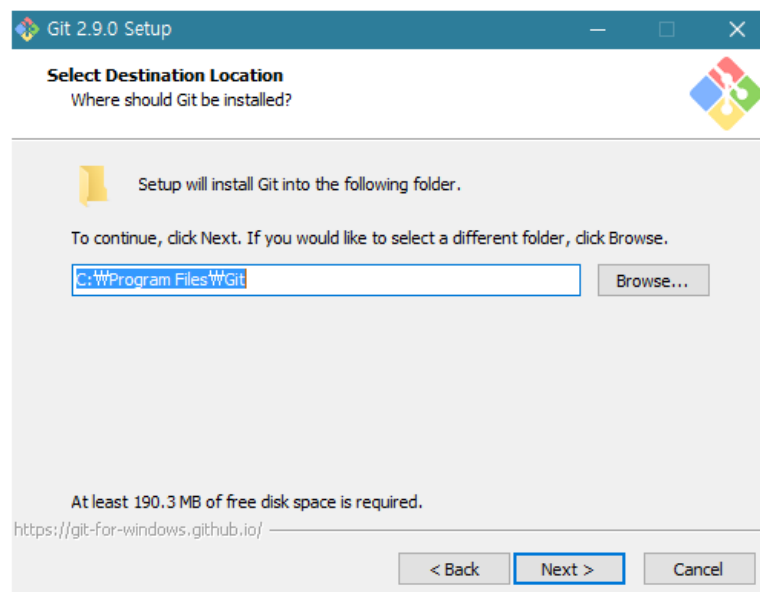 Git 2.9.0 Setup
Select Destination Location
Where should Git be installed?
Setup will install Git into the following folder.
To continue, click Next. If you would like to select a different folder, click Browse.
C:₩Program Files₩Git
Browse...
At least 190.3 MB of free disk space is required.
https://git-for-windows.github.io/
< Back
Next >
Cancel